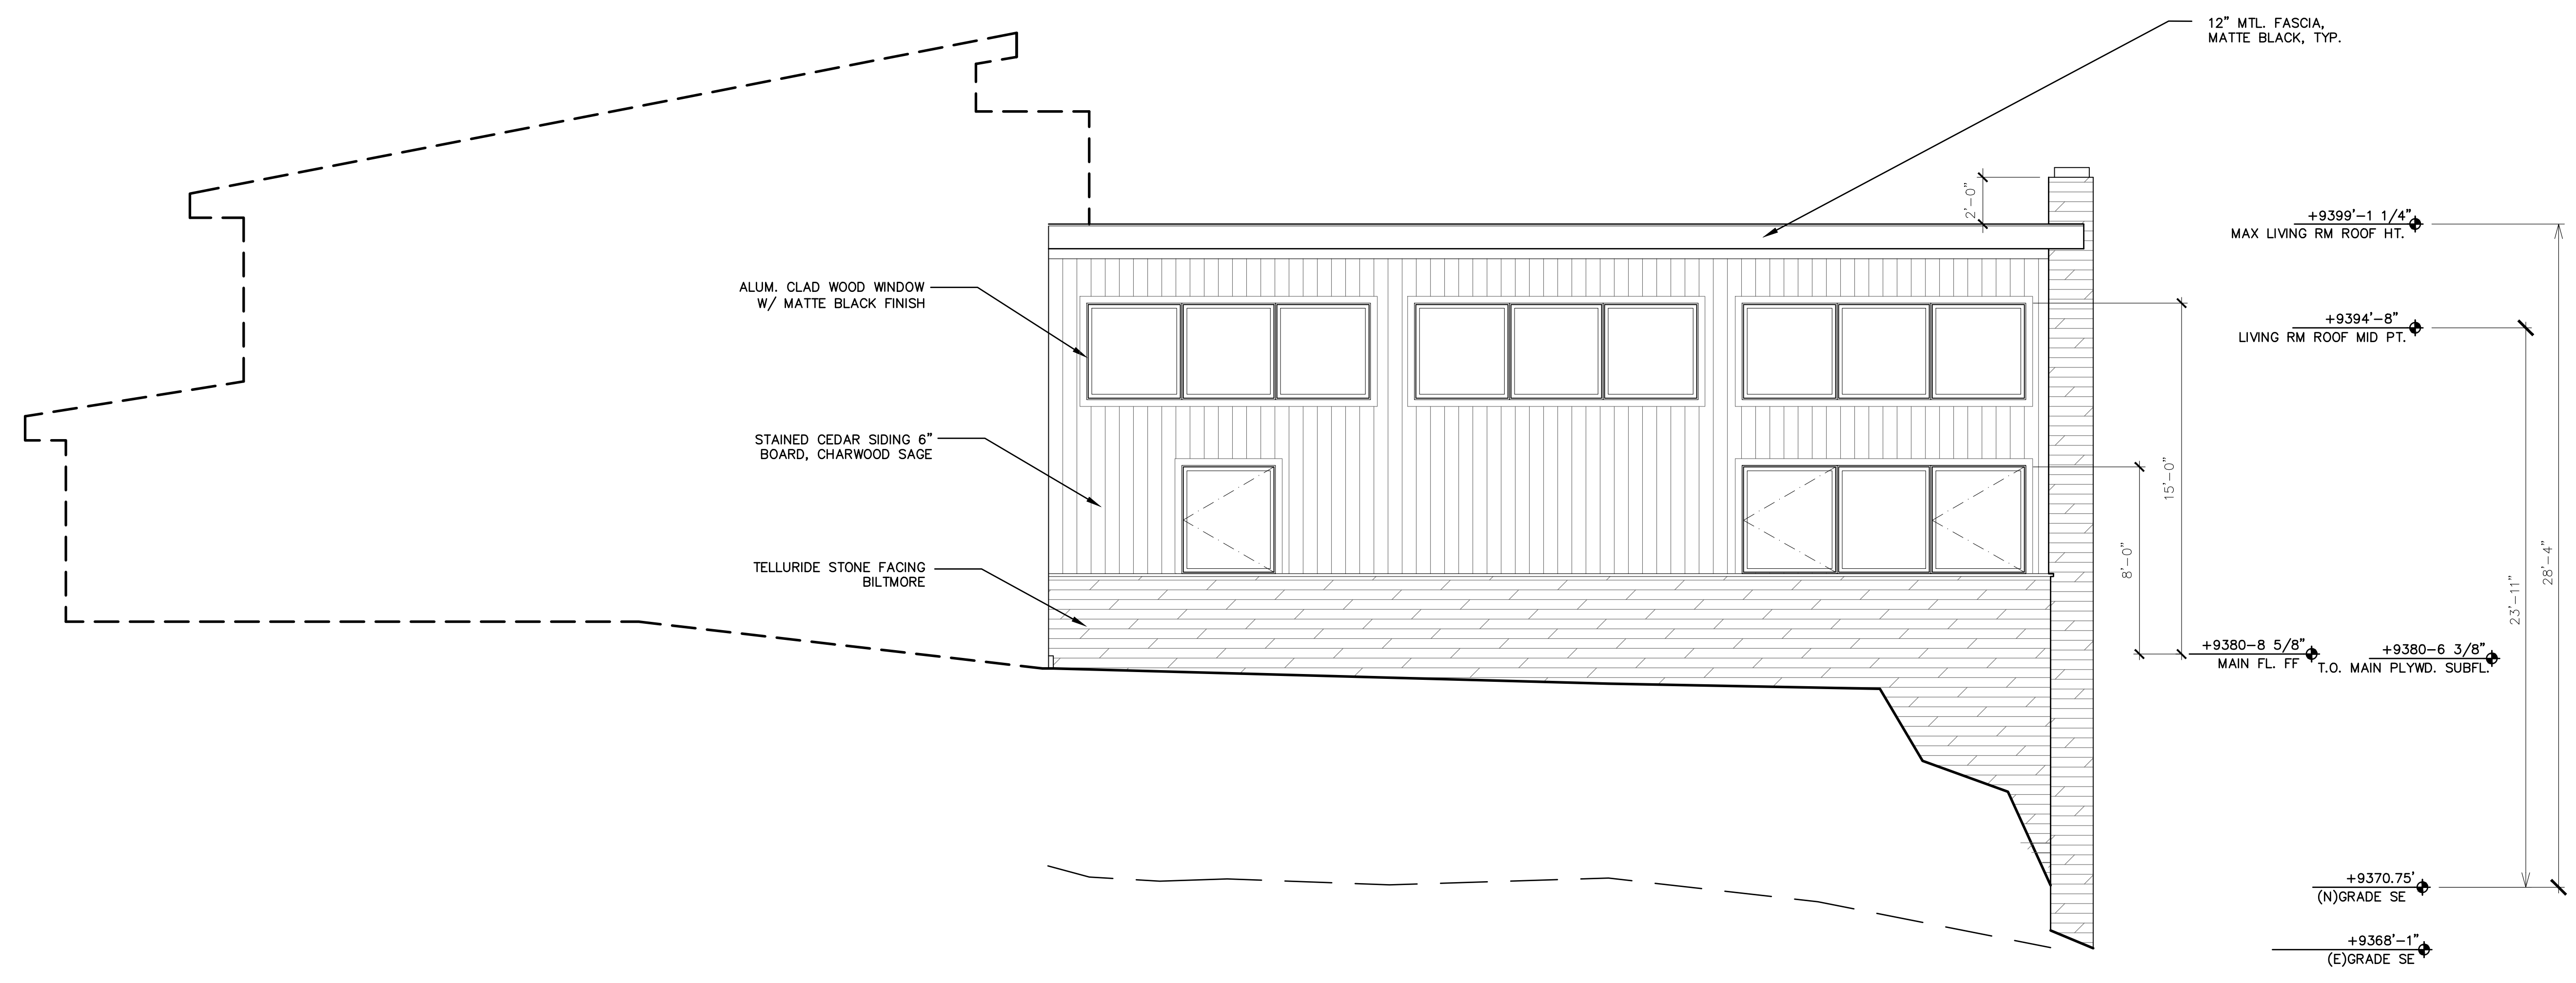 12" MTL. FASCIA,
MATTE BLACK, TYP.
2'-0"
+9399'-1 1/4"
MAX LIVING RM ROOF HT.
ALUM. CLAD WOOD WINDOW
W/ MATTE BLACK FINISH
+9394'-8"
LIVING RM ROOF MID PT.
STAINED CEDAR SIDING 6"
BOARD, CHARWOOD SAGE
15'-0"
8'-0"
28'-4"
23'-11"
TELLURIDE STONE FACING
BILTMORE
+9380-8 5/8"
MAIN FL. FF
+9380-6 3/8"
T.O. MAIN PLYWD. SUBFL.
+9370.75'
(N)GRADE SE
+9368'-1"
(E)GRADE SE